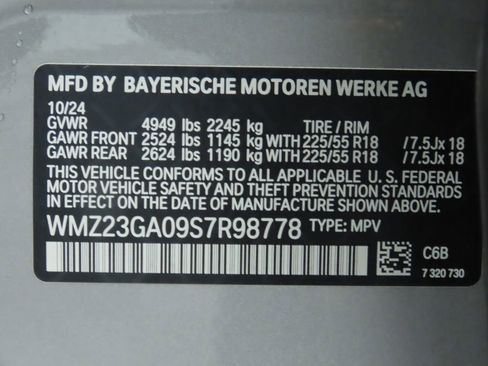 MFD BY BAYERISCHE MOTOREN WERKE AG
10/24
GVWR 4949 lbs 2245 kg TIRE / RIM
GAWR FRONT 2524 lbs 1145 kg WITH 225/55 R18 /7.5Jx 18
GAWR REAR 2624 lbs 1190 kg WITH 225/55 R18 /7.5Jx 18
THIS VEHICLE CONFORMS TO ALL APPLICABLE U. S. FEDERAL
MOTOR VEHICLE SAFETY AND THEFT PREVENTION STANDARDS
IN EFFECT ON THE DATE OF MANUFACTURE SHOWN ABOVE.
WMZ23GA09S7R98778 TYPE: MPV
C6B
7 320 730